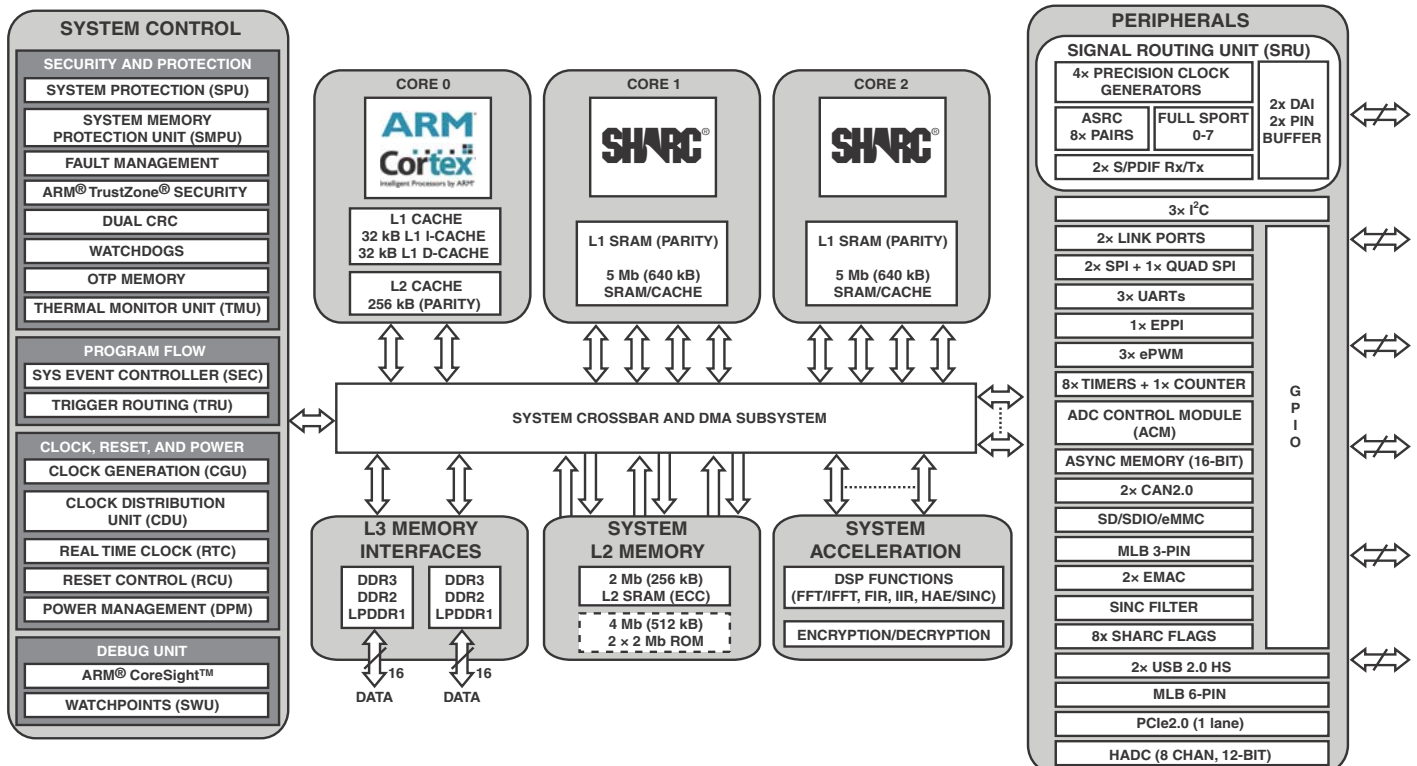 SYSTEM CONTROL
SECURITY AND PROTECTION
SYSTEM PROTECTION (SPU)
SYSTEM MEMORY
PROTECTION UNIT (SMPU)
FAULT MANAGEMENT
ARM® TrustZone® SECURITY
DUAL CRC
WATCHDOGS
OTP MEMORY
THERMAL MONITOR UNIT (TMU)
PROGRAM FLOW
SYS EVENT CONTROLLER (SEC)
TRIGGER ROUTING (TRU)
CLOCK, RESET, AND POWER
CLOCK GENERATION (CGU)
CLOCK DISTRIBUTION
UNIT (CDU)
REAL TIME CLOCK (RTC)
RESET CONTROL (RCU)
POWER MANAGEMENT (DPM)
DEBUG UNIT
ARM® CoreSight™
WATCHPOINTS (SWU)
CORE 0
ARM®
Cortex
Intelligent Processors by ARM®
L1 CACHE
32 kB L1 I-CACHE
32 kB L1 D-CACHE
L2 CACHE
256 kB (PARITY)
CORE 1
SHARC®
L1 SRAM (PARITY)
5 Mb (640 kB)
SRAM/CACHE
CORE 2
SHARC®
L1 SRAM (PARITY)
5 Mb (640 kB)
SRAM/CACHE
SYSTEM CROSSBAR AND DMA SUBSYSTEM
L3 MEMORY
INTERFACES
DDR3
DDR2
LPDDR1
16
DATA
DDR3
DDR2
LPDDR1
16
DATA
SYSTEM
L2 MEMORY
2 Mb (256 kB)
L2 SRAM (ECC)
4 Mb (512 kB)
2 × 2 Mb ROM
SYSTEM
ACCELERATION
DSP FUNCTIONS
(FFT/IFFT, FIR, IIR, HAE/SINC)
ENCRYPTION/DECRYPTION
PERIPHERALS
SIGNAL ROUTING UNIT (SRU)
4× PRECISION CLOCK
GENERATORS
ASRC
8× PAIRS
FULL SPORT
0-7
2× S/PDIF Rx/Tx
2x DAI
2x PIN
BUFFER
3× I²C
2× LINK PORTS
2× SPI + 1× QUAD SPI
3× UARTs
1× EPPI
3× ePWM
8× TIMERS + 1× COUNTER
ADC CONTROL MODULE
(ACM)
ASYNC MEMORY (16-BIT)
2× CAN2.0
SD/SDIO/eMMC
MLB 3-PIN
2× EMAC
SINC FILTER
8x SHARC FLAGS
GPIO
2× USB 2.0 HS
MLB 6-PIN
PCIe2.0 (1 lane)
HADC (8 CHAN, 12-BIT)